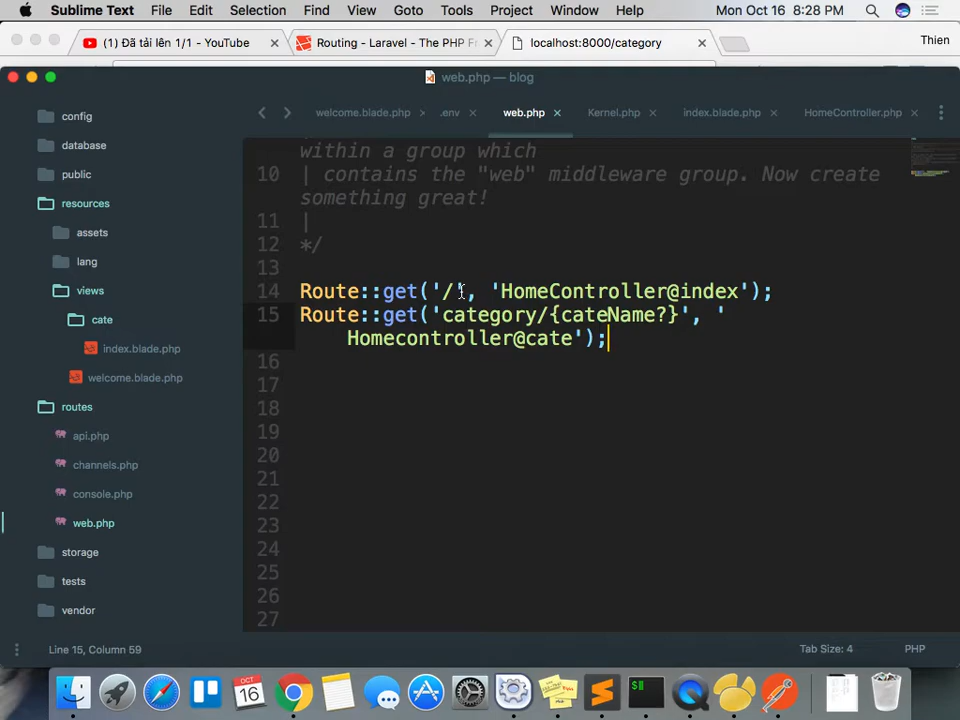 Sublime Text File Edit Selection Find View Goto Tools Project Window Help Mon Oct 16 8:28 PM
(1) Đã tải lên 1/1 - YouTube Routing - Laravel - The PHP F localhost:8000/category Thien
web.php — blog
welcome.blade.php .env web.php Kernel.php index.blade.php HomeController.php
config
database
public
resources
assets
lang
views
cate
index.blade.php
welcome.blade.php
routes
api.php
channels.php
console.php
web.php
storage
tests
vendor
within a group which
10 | contains the "web" middleware group. Now create
something great!
11 |
12 */
13
14 Route::get('/', 'HomeController@index');
15 Route::get('category/{cateName?}', '
Homecontroller@cate');
16
17
18
19
20
21
22
23
24
25
26
27
Line 15, Column 59 Tab Size: 4 PHP
OCT
16